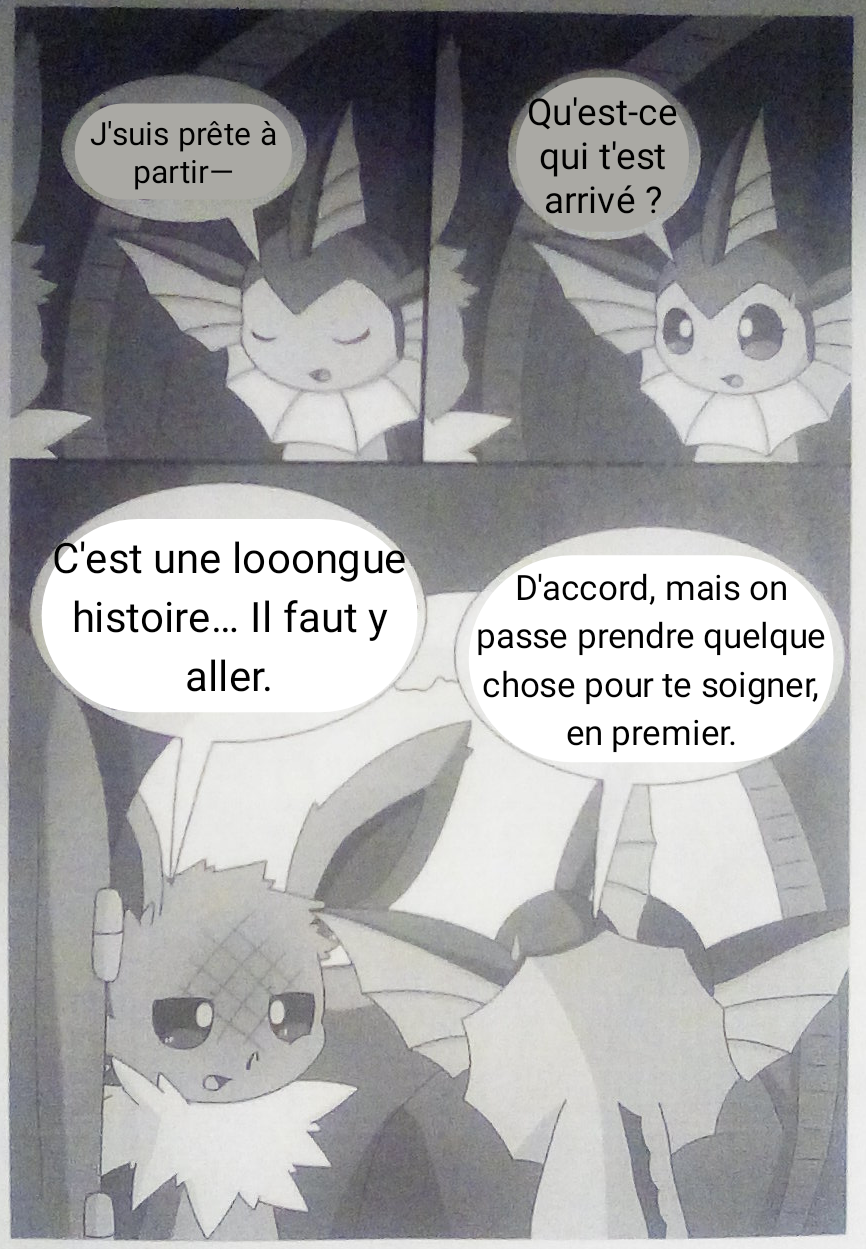 J'suis prête à
partir—
Qu'est-ce
qui t'est
arrivé ?
C'est une looongue
histoire… Il faut y
aller.
D'accord, mais on
passe prendre quelque
chose pour te soigner,
en premier.